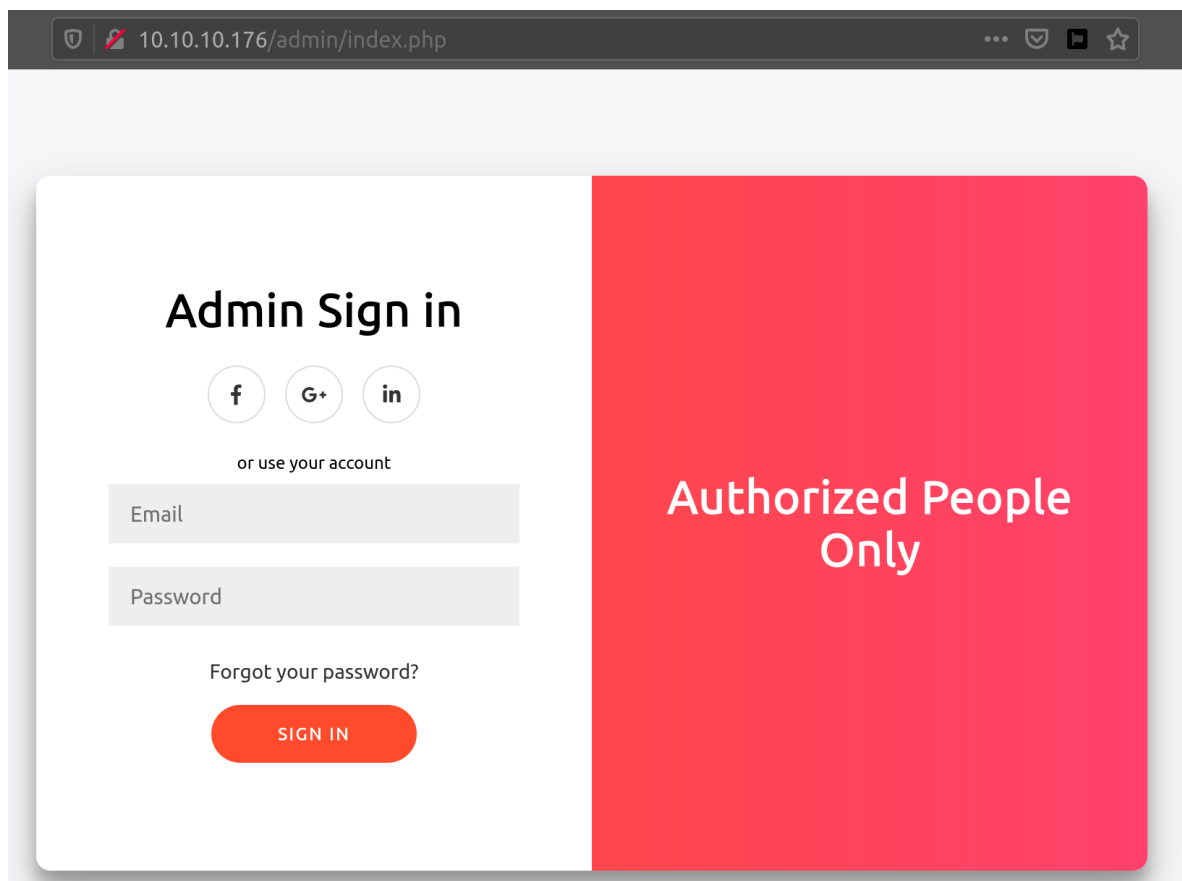 10.10.10.176/admin/index.php
Admin Sign in
f G+ in
or use your account
Email
Password
Forgot your password?
SIGN IN
Authorized People
Only